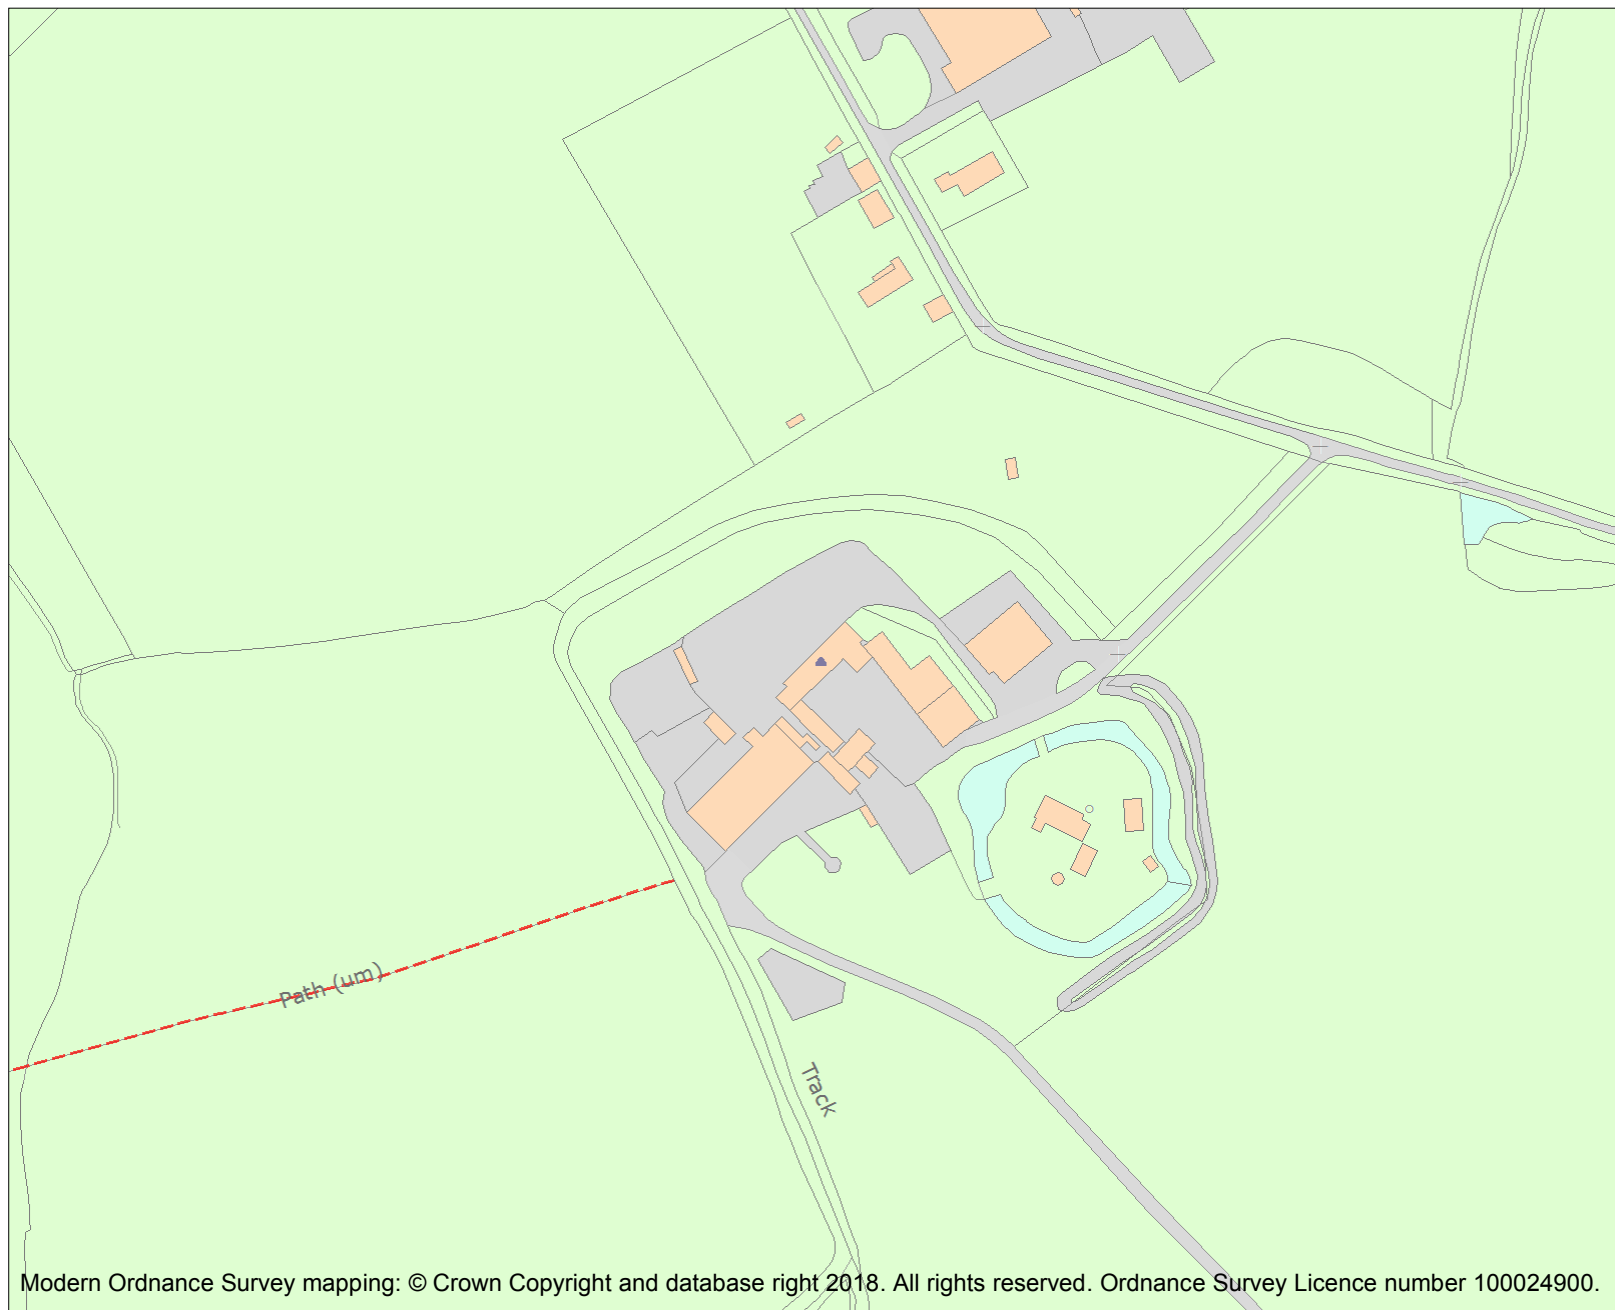 Path (um)
Track
Modern Ordnance Survey mapping: © Crown Copyright and database right 2018. All rights reserved. Ordnance Survey Licence number 100024900.